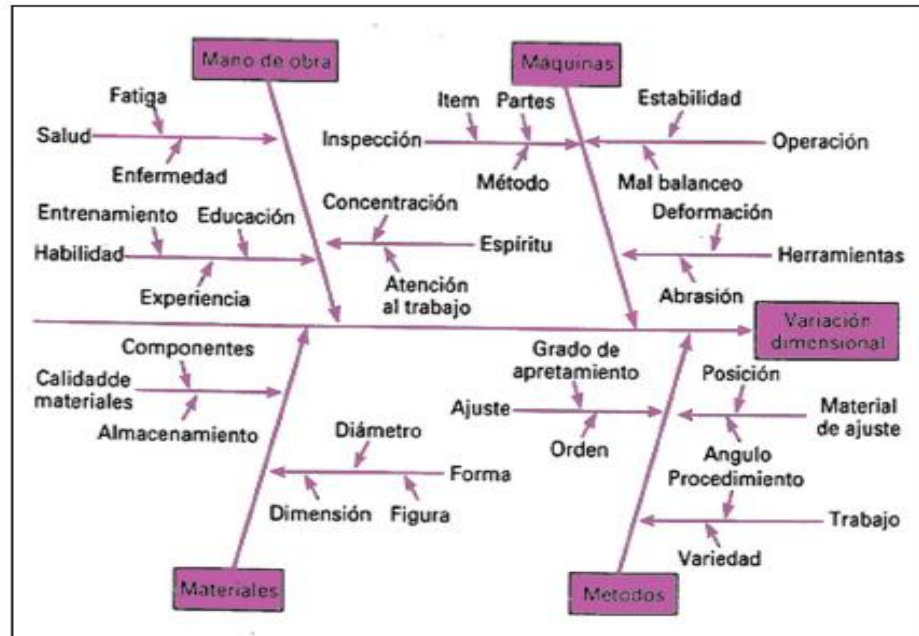 Mano de obra
Máquinas
Fatiga
Salud
Enfermedad
Item
Partes
Inspección
Método
Estabilidad
Operación
Mal balanceo
Entrenamiento
Educación
Habilidad
Experiencia
Concentración
Espíritu
Atención
al trabajo
Deformación
Herramientas
Abrasión
Variación
dimensional
Componentes
Calidadde
materiales
Almacenamiento
Diámetro
Forma
Dimensión
Figura
Grado de
apretamiento
Ajuste
Orden
Posición
Material
de ajuste
Angulo
Procedimiento
Trabajo
Variedad
Materiales
Metodos